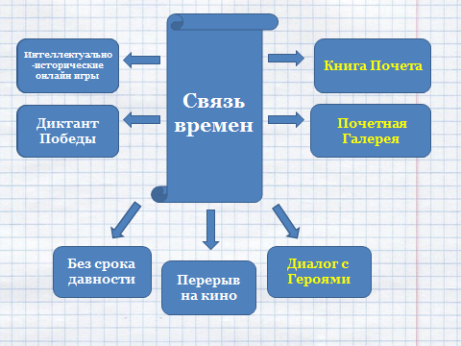 Интеллектуально
-исторические
онлайн игры
Диктант
Победы
Связь
времен
Книга Почета
Почетная
Галерея
Без срока
давности
Перерыв
на кино
Диалог с
Героями